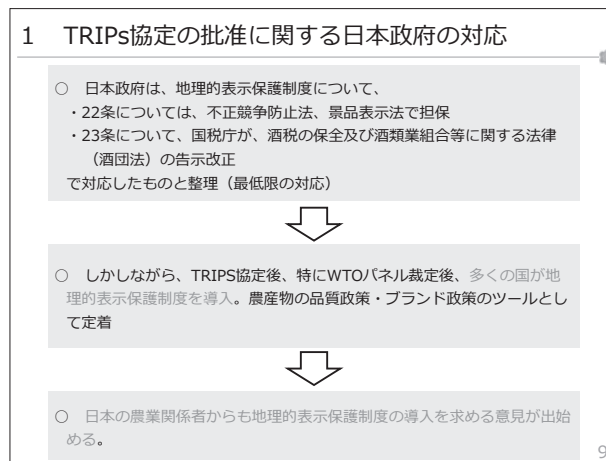 1 TRIPs協定の批准に関する日本政府の対応
○ 日本政府は、地理的表示保護制度について、
・22条については、不正競争防止法、景品表示法で担保
・23条について、国税庁が、酒税の保全及び酒類業組合等に関する法律
（酒団法）の告示改正
で対応したものと整理（最低限の対応）
○ しかしながら、TRIPS協定後、特にWTOパネル裁定後、多くの国が地
理的表示保護制度を導入。農産物の品質政策・ブランド政策のツールとし
て定着
○ 日本の農業関係者からも地理的表示保護制度の導入を求める意見が出始
める。
9